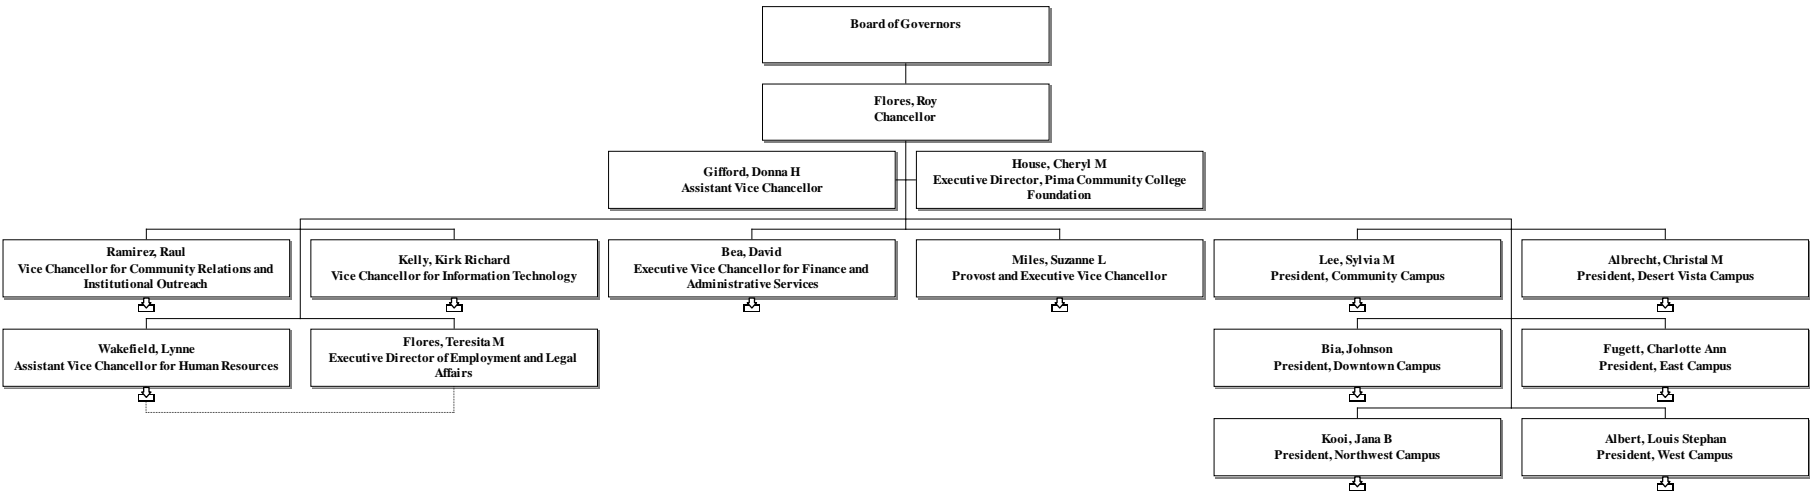 Board of Governors
Flores, Roy
Chancellor
Gifford, Donna H
Assistant Vice Chancellor
House, Cheryl M
Executive Director, Pima Community College
Foundation
Ramirez, Raul
Vice Chancellor for Community Relations and
Institutional Outreach
Kelly, Kirk Richard
Vice Chancellor for Information Technology
Bea, David
Executive Vice Chancellor for Finance and
Administrative Services
Miles, Suzanne L
Provost and Executive Vice Chancellor
Lee, Sylvia M
President, Community Campus
Albrecht, Christal M
President, Desert Vista Campus
Wakefield, Lynne
Assistant Vice Chancellor for Human Resources
Flores, Teresita M
Executive Director of Employment and Legal
Affairs
Bia, Johnson
President, Downtown Campus
Fugett, Charlotte Ann
President, East Campus
Kooi, Jana B
President, Northwest Campus
Albert, Louis Stephan
President, West Campus